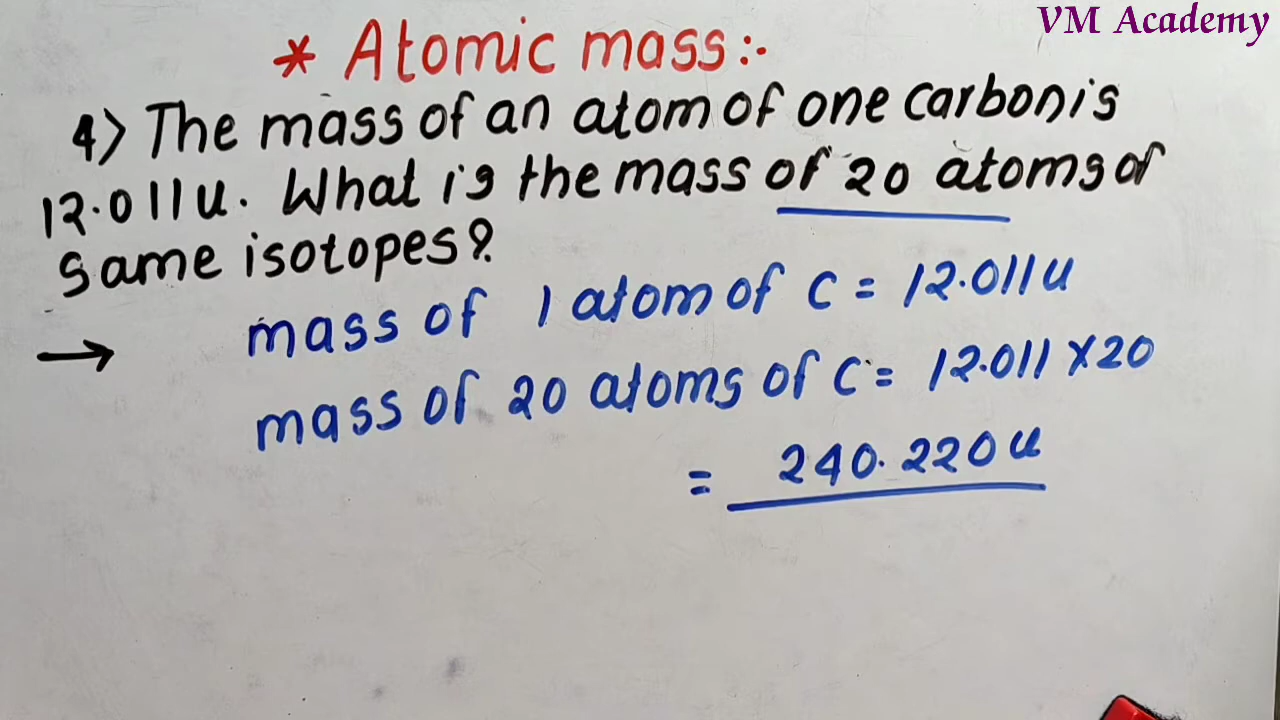 VM Academy
* Atomic mass:-
4) The mass of an atom of one carbon is
12.011u. What is the mass of 20 atoms of
same isotopes?
→ mass of 1 atom of C = 12.011u
mass of 20 atoms of C = 12.011 x 20
= 240.220u